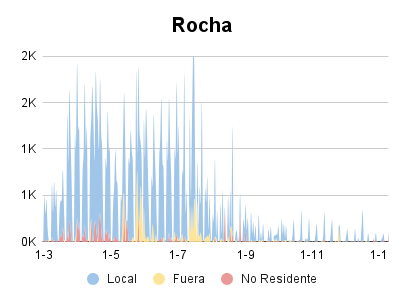 Rocha
2K
2K
1K
1K
0K
1-3 1-5 1-7 1-9 1-11 1-1
Local Fuera No Residente